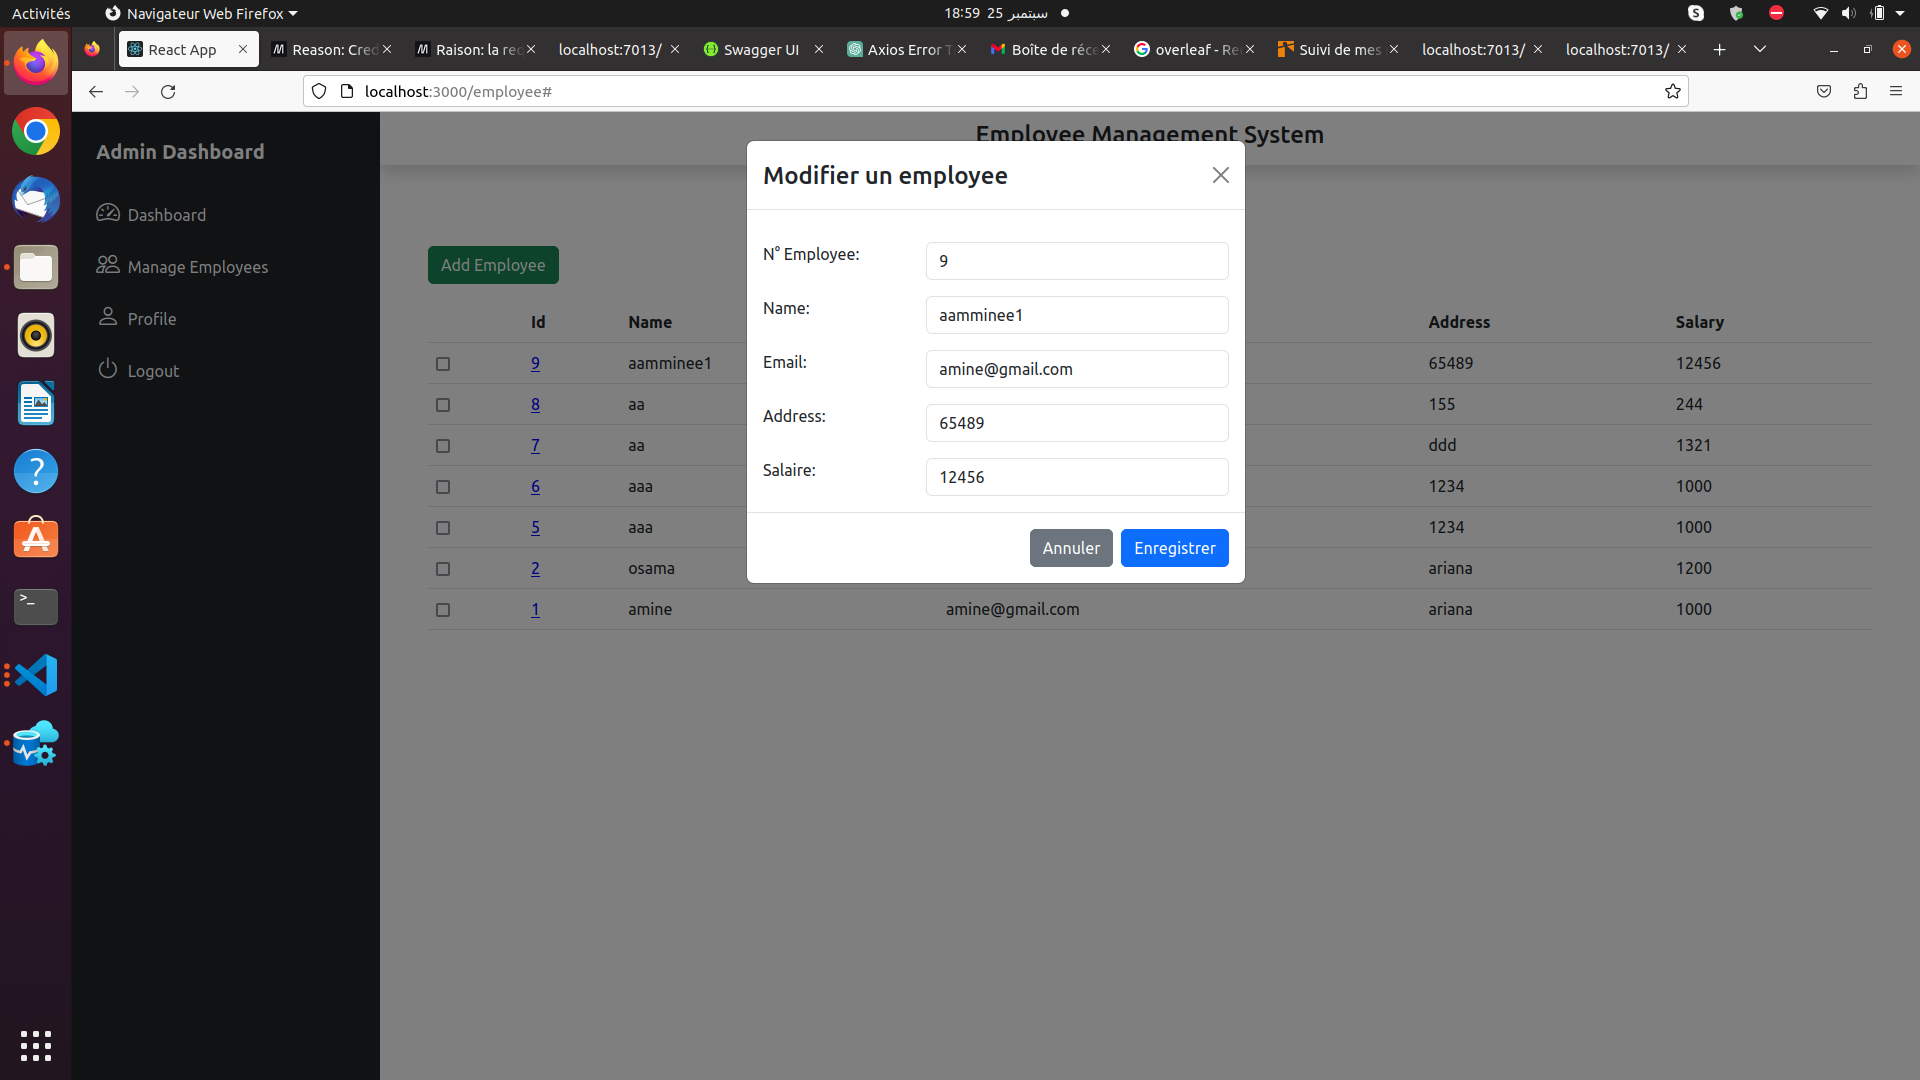 Activités
Navigateur Web Firefox
18:59 25 سبتمبر
React App
Reason: Cred
Raison: la req
localhost:7013/
Swagger UI
Axios Error T
Boîte de réce
overleaf - Re
Suivi de mes
localhost:7013/
localhost:7013/
localhost:3000/employee#
Admin Dashboard
Dashboard
Manage Employees
Profile
Logout
Employee Management System
Add Employee
Id Name Address Salary
9 aamminee1 65489 12456
8 aa 155 244
7 aa ddd 1321
6 aaa 1234 1000
5 aaa 1234 1000
2 osama ariana 1200
1 amine amine@gmail.com ariana 1000
Modifier un employee
N° Employee: 9
Name: aamminee1
Email: amine@gmail.com
Address: 65489
Salaire: 12456
Annuler Enregistrer